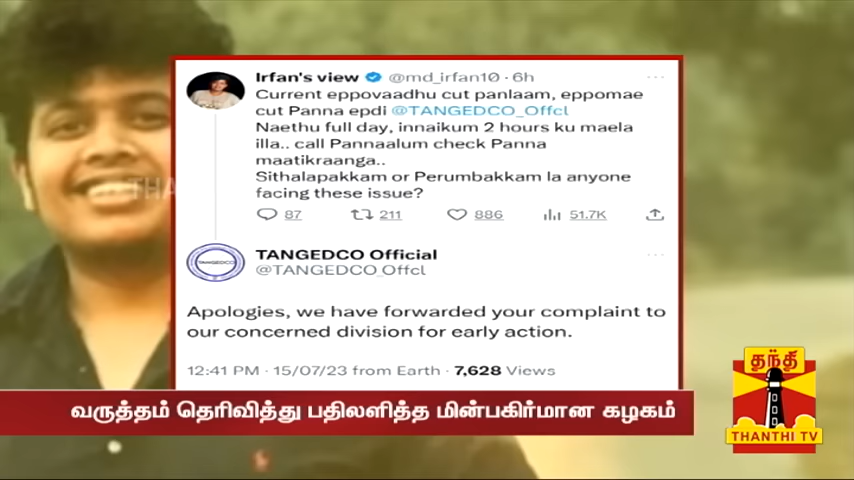 Irfan's view @md_irfan10 · 6h
Current eppovaadhu cut panlaam, eppomae
cut Panna epdi @TANGEDCO_Offcl
Naethu full day, innaikum 2 hours ku maela
illa.. call Pannaalum check Panna
maatikraanga..
Sithalapakkam or Perumbakkam la anyone
facing these issue?
87 211 886 51.7K
TANGEDCO
TANGEDCO Official
@TANGEDCO_Offcl
Apologies, we have forwarded your complaint to
our concerned division for early action.
12:41 PM · 15/07/23 from Earth · 7,628 Views
வருத்தம் தெரிவித்து பதிலளித்த மின்பகிர்மான கழகம்
தந்தி
THANTHI TV